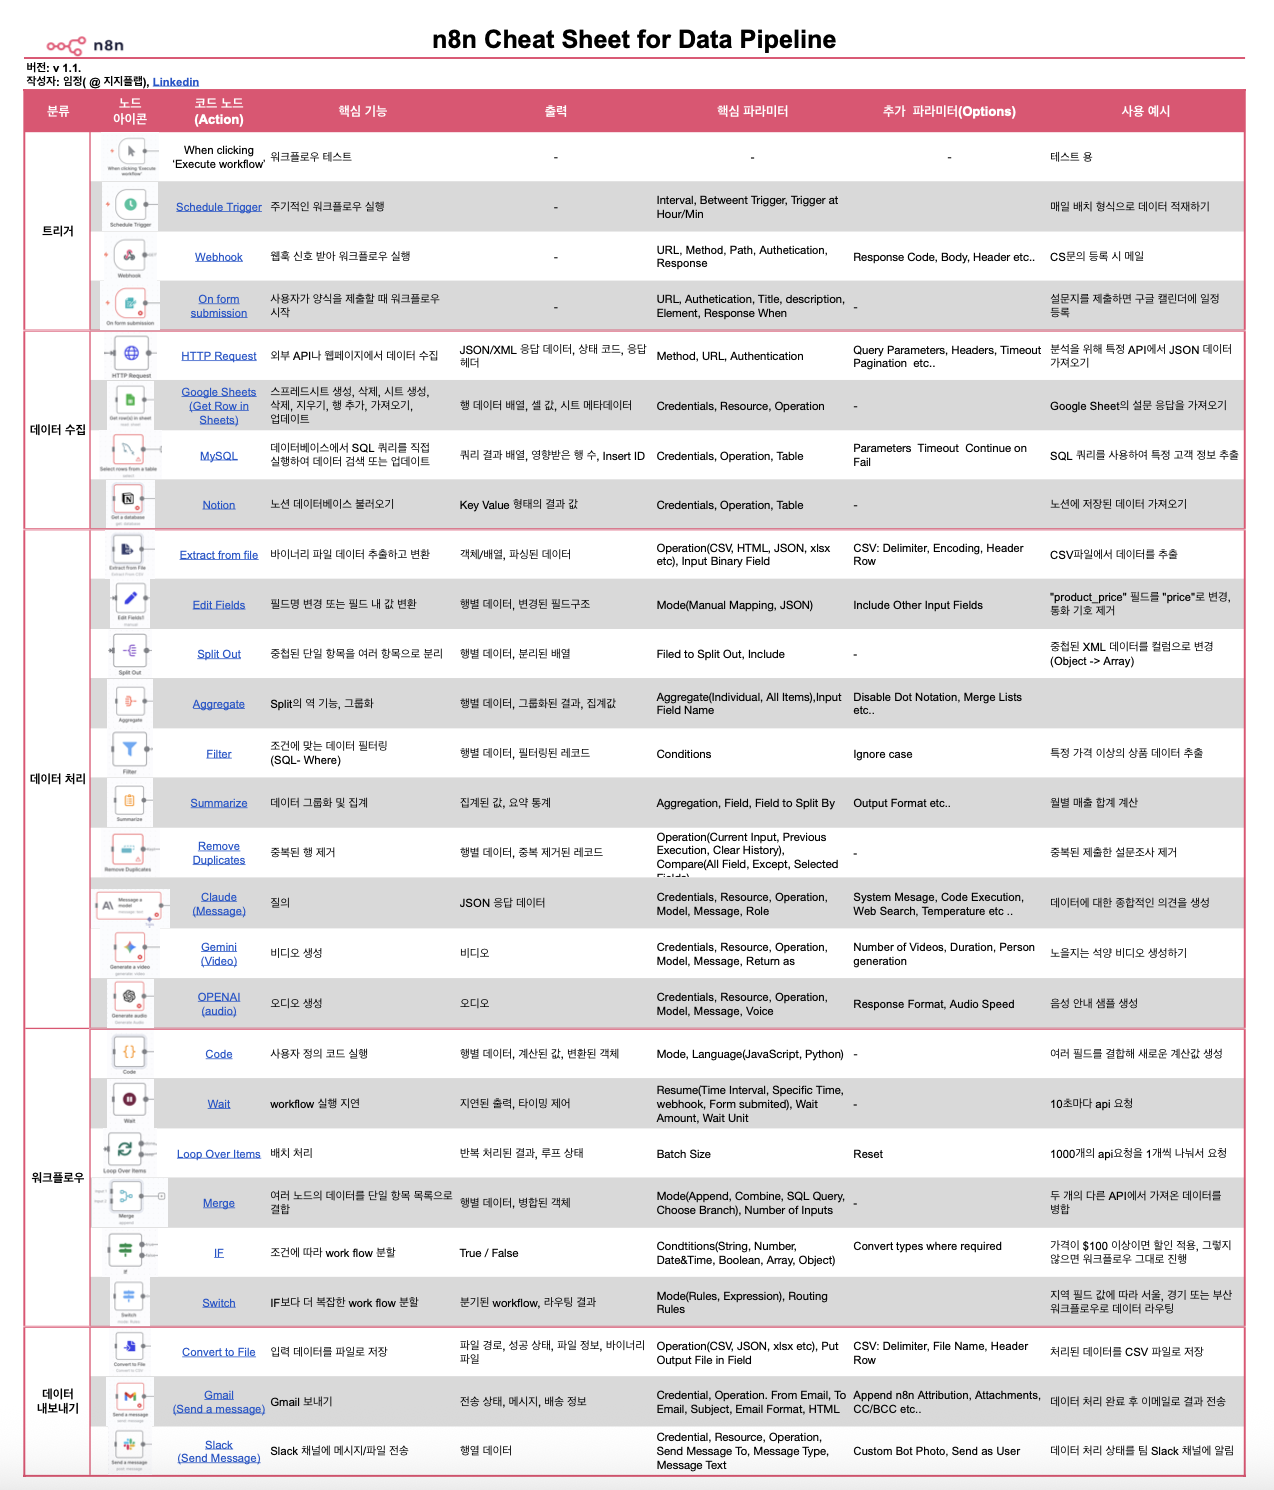 n8n
n8n Cheat Sheet for Data Pipeline
버전: v 1.1.
작성자: 임정( @ 지지플랩), Linkedin
분류
노드
아이콘
코드 노드
(Action)
핵심 기능
출력
핵심 파라미터
추가 파라미터(Options)
사용 예시
트리거
When clicking 'Execute
workflow'
When clicking
'Execute workflow'
워크플로우 테스트
-
-
-
테스트 용
Schedule Trigger
Schedule Trigger
주기적인 워크플로우 실행
-
Interval, Betweent Trigger, Trigger at
Hour/Min
매일 배치 형식으로 데이터 적재하기
Webhook
Webhook
웹훅 신호 받아 워크플로우 실행
-
URL, Method, Path, Authetication,
Response
Response Code, Body, Header etc..
CS문의 등록 시 메일
On form submission
On form
submission
사용자가 양식을 제출할 때 워크플로우
시작
-
URL, Authetication, Title, description,
Element, Response When
-
설문지를 제출하면 구글 캘린더에 일정
등록
데이터 수집
HTTP Request
HTTP Request
외부 API나 웹페이지에서 데이터 수집
JSON/XML 응답 데이터, 상태 코드, 응답
헤더
Method, URL, Authentication
Query Parameters, Headers, Timeout
Pagination etc..
분석을 위해 특정 API에서 JSON 데이터
가져오기
Get row(s) in sheet
Google Sheets
(Get Row in
Sheets)
스프레드시트 생성, 삭제, 시트 생성,
삭제, 지우기, 행 추가, 가져오기,
업데이트
행 데이터 배열, 셀 값, 시트 메타데이터
Credentials, Resource, Operation
-
Google Sheet의 설문 응답을 가져오기
Select rows from a table
MySQL
데이터베이스에서 SQL 쿼리를 직접
실행하여 데이터 검색 또는 업데이트
쿼리 결과 배열, 영향받은 행 수, Insert ID
Credentials, Operation, Table
Parameters Timeout Continue on
Fail
SQL 쿼리를 사용하여 특정 고객 정보 추출
Get a database
Notion
노션 데이터베이스 불러오기
Key Value 형태의 결과 값
Credentials, Operation, Table
-
노션에 저장된 데이터 가져오기
데이터 처리
Extract from File
Extract from file
바이너리 파일 데이터 추출하고 변환
객체/배열, 파싱된 데이터
Operation(CSV, HTML, JSON, xlsx
etc), Input Binary Field
CSV: Delimiter, Encoding, Header
Row
CSV파일에서 데이터를 추출
Edit Fields1
manual
Edit Fields
필드명 변경 또는 필드 내 값 변환
행별 데이터, 변경된 필드구조
Mode(Manual Mapping, JSON)
Include Other Input Fields
"product_price" 필드를 "price"로 변경,
통화 기호 제거
Split Out
Split Out
중첩된 단일 항목을 여러 항목으로 분리
행별 데이터, 분리된 배열
Filed to Split Out, Include
-
중첩된 XML 데이터를 컬럼으로 변경
(Object -> Array)
Aggregate
Aggregate
Split의 역 기능, 그룹화
행별 데이터, 그룹화된 결과, 집계값
Aggregate(Individual, All Items),Input
Field Name
Disable Dot Notation, Merge Lists
etc..
Filter
Filter
조건에 맞는 데이터 필터링
(SQL- Where)
행별 데이터, 필터링된 레코드
Conditions
Ignore case
특정 가격 이상의 상품 데이터 추출
Summarize
Summarize
데이터 그룹화 및 집계
집계된 값, 요약 통계
Aggregation, Field, Field to Split By
Output Format etc..
월별 매출 합계 계산
Remove Duplicates
Remove
Duplicates
중복된 행 제거
행별 데이터, 중복 제거된 레코드
Operation(Current Input, Previous
Execution, Clear History),
Compare(All Field, Except, Selected
Fields)
-
중복된 제출한 설문조사 제거
Message a
model
Claude
(Message)
질의
JSON 응답 데이터
Credentials, Resource, Operation,
Model, Message, Role
System Mesage, Code Execution,
Web Search, Temperature etc ..
데이터에 대한 종합적인 의견을 생성
Generate a video
Gemini
(Video)
비디오 생성
비디오
Credentials, Resource, Operation,
Model, Message, Return as
Number of Videos, Duration, Person
generation
노을지는 석양 비디오 생성하기
Generate audio
OPENAI
(audio)
오디오 생성
오디오
Credentials, Resource, Operation,
Model, Message, Voice
Response Format, Audio Speed
음성 안내 샘플 생성
워크플로우
Code
Code
사용자 정의 코드 실행
행별 데이터, 계산된 값, 변환된 객체
Mode, Language(JavaScript, Python)
-
여러 필드를 결합해 새로운 계산값 생성
Wait
Wait
workflow 실행 지연
지연된 출력, 타이밍 제어
Resume(Time Interval, Specific Time,
webhook, Form submited), Wait
Amount, Wait Unit
-
10초마다 api 요청
Loop Over Items
Loop Over Items
배치 처리
반복 처리된 결과, 루프 상태
Batch Size
Reset
1000개의 api요청을 1개씩 나눠서 요청
Merge
append
Merge
여러 노드의 데이터를 단일 항목 목록으로
결합
행별 데이터, 병합된 객체
Mode(Append, Combine, SQL Query,
Choose Branch), Number of Inputs
-
두 개의 다른 API에서 가져온 데이터를
병합
If
IF
조건에 따라 work flow 분할
True / False
Condtitions(String, Number,
Date&Time, Boolean, Array, Object)
Convert types where required
가격이 $100 이상이면 할인 적용, 그렇지
않으면 워크플로우 그대로 진행
Switch
Switch
IF보다 더 복잡한 work flow 분할
분기된 workflow, 라우팅 결과
Mode(Rules, Expression), Routing
Rules
지역 필드 값에 따라 서울, 경기 또는 부산
워크플로우로 데이터 라우팅
데이터
내보내기
Convert to File
Convert to File
입력 데이터를 파일로 저장
파일 경로, 성공 상태, 파일 정보, 바이너리
파일
Operation(CSV, JSON, xlsx etc), Put
Output File in Field
CSV: Delimiter, File Name, Header
Row
처리된 데이터를 CSV 파일로 저장
Send a message
Gmail
(Send a message)
Gmail 보내기
전송 상태, 메시지, 배송 정보
Credential, Operation. From Email, To
Email, Subject, Email Format, HTML
Append n8n Attribution, Attachments,
CC/BCC etc..
데이터 처리 완료 후 이메일로 결과 전송
Send a message
Slack
(Send Message)
Slack 채널에 메시지/파일 전송
행열 데이터
Credential, Resource, Operation,
Send Message To, Message Type,
Message Text
Custom Bot Photo, Send as User
데이터 처리 상태를 팀 Slack 채널에 알림